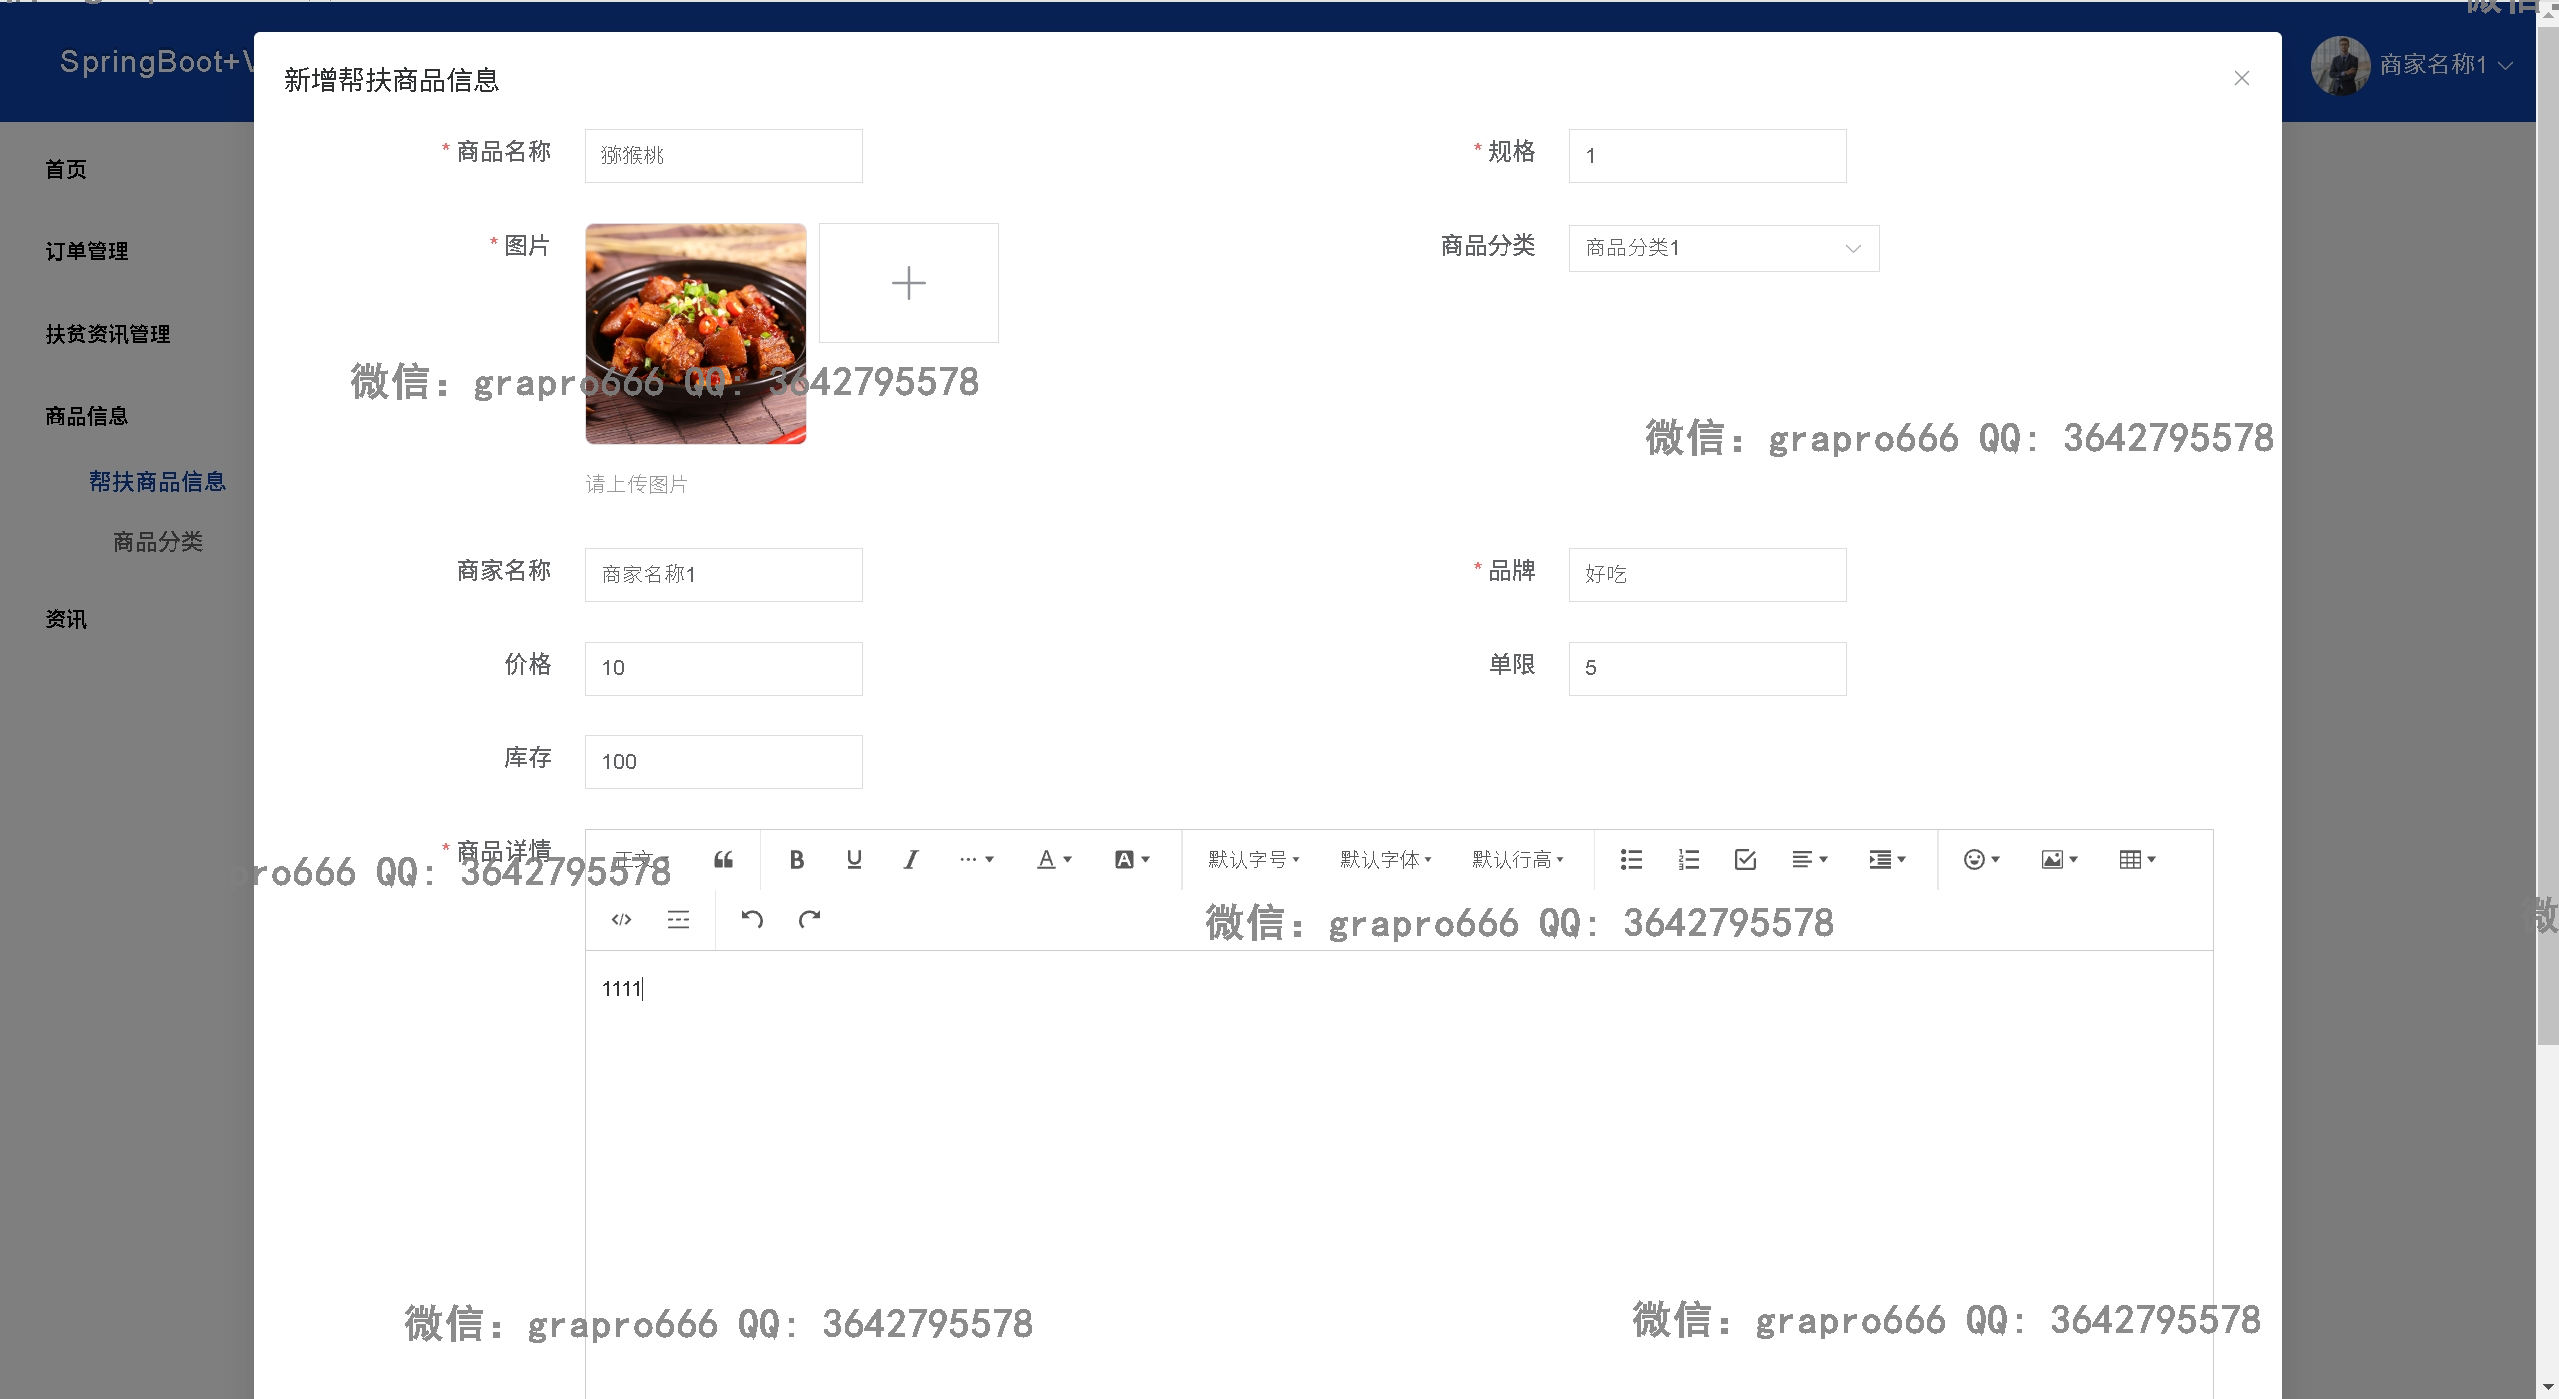 SpringBoot+V
商家名称1
新增帮扶商品信息
首页
订单管理
扶贫资讯管理
商品信息
帮扶商品信息
商品分类
资讯
* 商品名称
猕猴桃
* 规格
1
* 图片
商品分类
商品分类1
微信：grapro666 QQ: 3642795578
微信：grapro666 QQ: 3642795578
请上传图片
商家名称
商家名称1
* 品牌
好吃
价格
10
单限
5
库存
100
* 商品详情
正文
默认字号
默认字体
默认行高
pro666 QQ: 3642795578
微信：grapro666 QQ: 3642795578
微
1111
微信：grapro666 QQ: 3642795578
微信：grapro666 QQ: 3642795578